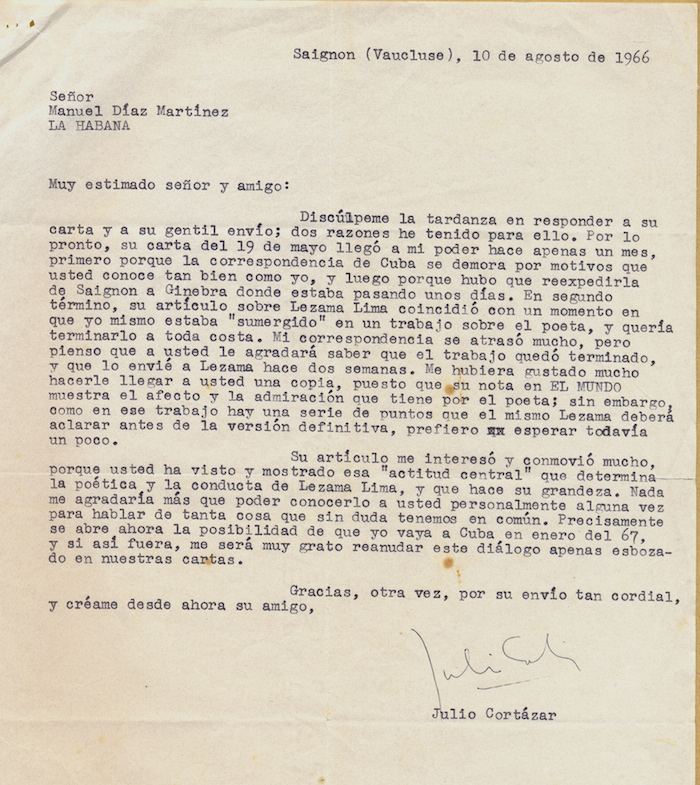 Saignon (Vaucluse), 10 de agosto de 1966
Señor
Manuel Díaz Martínez
LA HABANA
Muy estimado señor y amigo:
Discúlpeme la tardanza en responder a su
carta y a su gentil envío; dos razones he tenido para ello. Por lo
pronto, su carta del 19 de mayo llegó a mi poder hace apenas un mes,
primero porque la correspondencia de Cuba se demora por motivos que
usted conoce tan bien como yo, y luego porque hubo que reexpedirla
de Saignon a Ginebra donde estaba pasando unos días. En segundo
término, su artículo sobre Lezama Lima coincidió con un momento en
que yo mismo estaba "sumergido" en un trabajo sobre el poeta, y quería
terminarlo a toda costa. Mi correspondencia se atrasó mucho, pero
pienso que a usted le agradará saber que el trabajo quedó terminado,
y que lo envié a Lezama hace dos semanas. Me hubiera gustado mucho
hacerle llegar a usted una copia, puesto que su nota en EL MUNDO
muestra el afecto y la admiración que tiene por el poeta; sin embargo,
como en ese trabajo hay una serie de puntos que el mismo Lezama deberá
aclarar antes de la versión definitiva, prefiero esperar todavía
un poco.
Su artículo me interesó y conmovió mucho,
porque usted ha visto y mostrado esa "actitud central" que determina
la poética y la conducta de Lezama Lima, y que hace su grandeza. Nada
me agradaría más que poder conocerlo a usted personalmente alguna vez
para hablar de tanta cosa que sin duda tenemos en común. Precisamente
se abre ahora la posibilidad de que yo vaya a Cuba en enero del 67,
y si así fuera, me será muy grato reanudar este diálogo apenas esboza-
do en nuestras cartas.
Gracias, otra vez, por su envío tan cordial,
y créame desde ahora su amigo,
Julio Cortázar